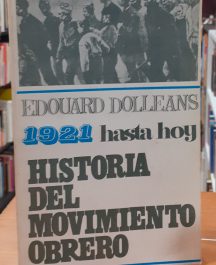 EDOUARD DOLLEANS
1921 hasta hoy
HISTORIA
DEL
MOVIMIENTO
OBRERO